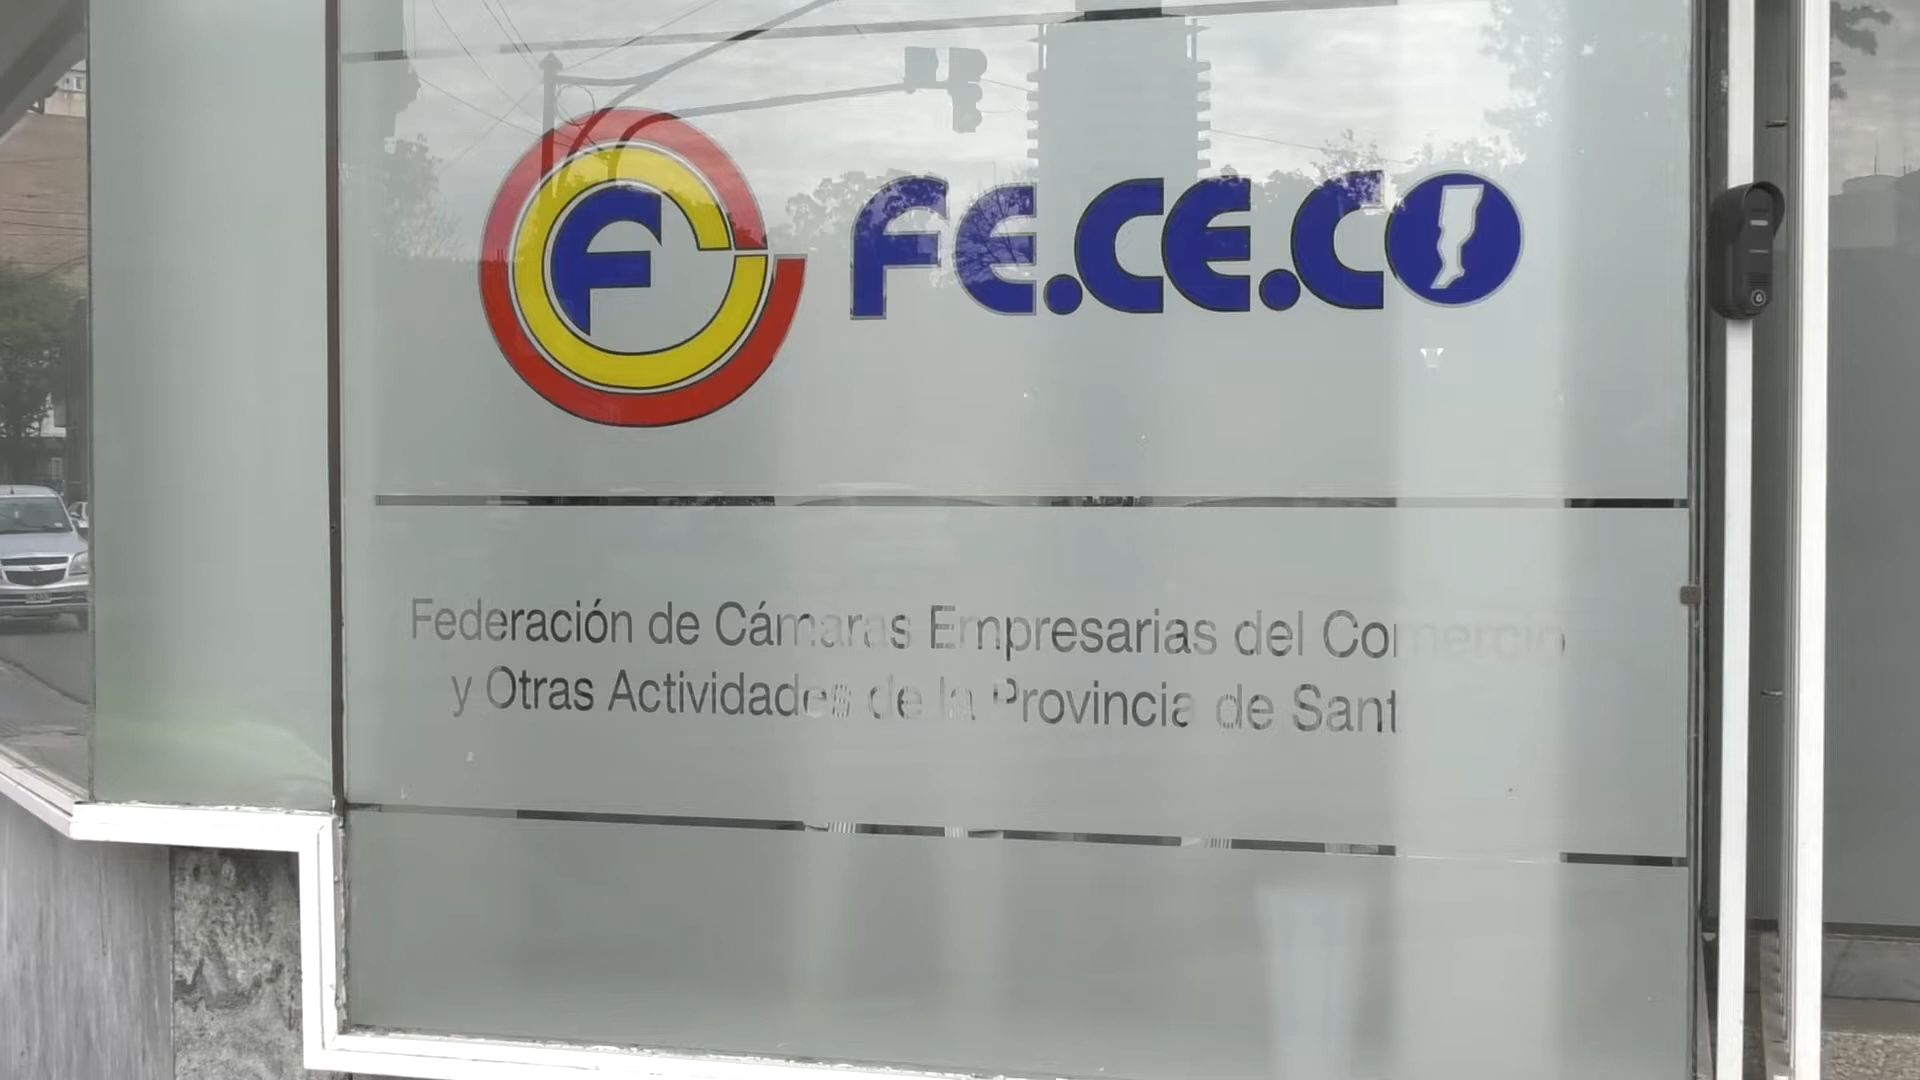 F
FE.CE.CO
Federación de Cámaras Empresarias del Comercio
y Otras Actividades de la Provincia de Sant